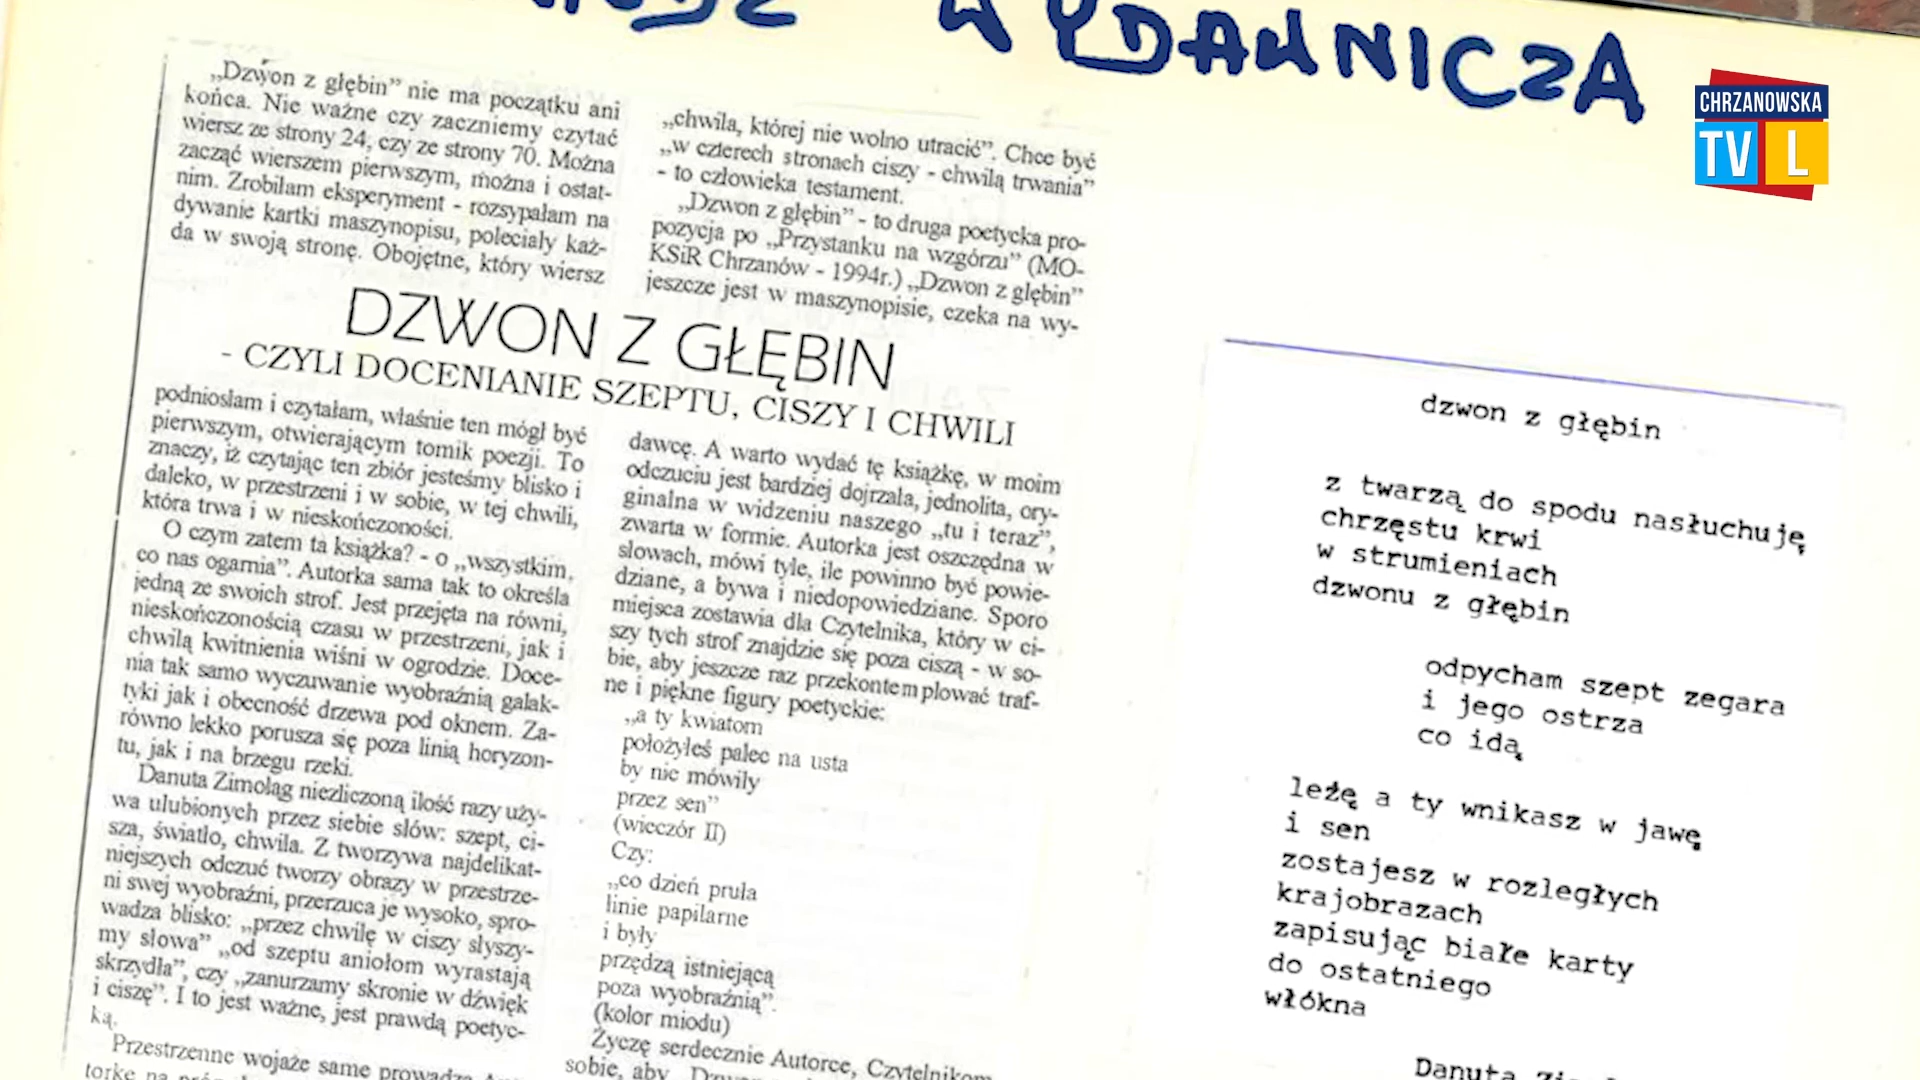 WYDAWNICZA
CHRZANOWSKA
TV L
„Dzwon z głębin” nie ma początku ani
końca. Nie ważne czy zaczniemy czytać
wiersz ze strony 24, czy ze strony 70. Można
zacząć wierszem pierwszym, można i ostat-
nim. Zrobiłam eksperyment - rozsypałam na
dywanie kartki maszynopisu, poleciały każ-
da w swoją stronę. Obojętne, który wiersz
„chwila, której nie wolno utracić”. Chce być
„w czterech stronach ciszy - chwilą trwania”
- to człowieka testament.
„Dzwon z głębin” - to druga poetycka pro-
pozycja po „Przystanku na wzgórzu” (MO-
KSiR Chrzanów - 1994r.) „Dzwon z głębin”
jeszcze jest w maszynopisie, czeka na wy-
DZWON Z GŁĘBIN
- CZYLI DOCENIANIE SZEPTU, CISZY I CHWILI
podniosłam i czytałam, właśnie ten mógł być
pierwszym, otwierającym tomik poezji. To
znaczy, iż czytając ten zbiór jesteśmy blisko i
daleko, w przestrzeni i w sobie, w tej chwili,
która trwa i w nieskończoności.
O czym zatem ta książka? - o „wszystkim,
co nas ogarnia”. Autorka sama tak to określa
jedną ze swoich strof. Jest przejęta na równi,
nieskończonością czasu w przestrzeni, jak i
chwilą kwitnienia wiśni w ogrodzie. Doce-
nia tak samo wyczuwanie wyobraźnią galak-
tyki jak i obecność drzewa pod oknem. Za-
równo lekko porusza się poza linią horyzon-
tu, jak i na brzegu rzeki.
Danuta Zimoląg niezliczoną ilość razy uży-
wa ulubionych przez siebie słów: szept, ci-
sza, światło, chwila. Z tworzywa najdelikat-
niejszych odczuć tworzy obrazy w przestrze-
ni swej wyobraźni, przerzuca je wysoko, spro-
wadza blisko: „przez chwilę w ciszy słyszy-
my słowa” „od szeptu aniołom wyrastają
skrzydła”, czy „zanurzamy skronie w dźwięk
i ciszę”. I to jest ważne, jest prawdą poetyc-
ką.
Przestrzenne wojaże same prowadzą
torkę na
dawcę. A warto wydać tę książkę, w moim
odczuciu jest bardziej dojrzała, jednolita, ory-
ginalna w widzeniu naszego „tu i teraz”,
zwarta w formie. Autorka jest oszczędna w
słowach, mówi tyle, ile powinno być powie-
dziane, a bywa i niedopowiedziane. Sporo
miejsca zostawia dla Czytelnika, który w ci-
szy tych strof znajdzie się poza ciszą - w so-
bie, aby jeszcze raz przekontemplować traf-
ne i piękne figury poetyckie:
„a ty kwiatom
położyłeś palec na usta
by nie mówiły
przez sen”
(wieczór II)
Czy:
„co dzień pruła
linie papilarne
i były
przędzą istniejącą
poza wyobraźnią”.
(kolor miodu)
Życzę serdecznie Autorce, Czytelnikom
sobie, aby
dzwon z głębin
z twarzą do spodu nasłuchuję
chrzęstu krwi
w strumieniach
dzwonu z głębin
odpycham szept zegara
i jego ostrza
co idą
leżę a ty wnikasz w jawę
i sen
zostajesz w rozległych
krajobrazach
zapisując białe karty
do ostatniego
włókna
Danuta